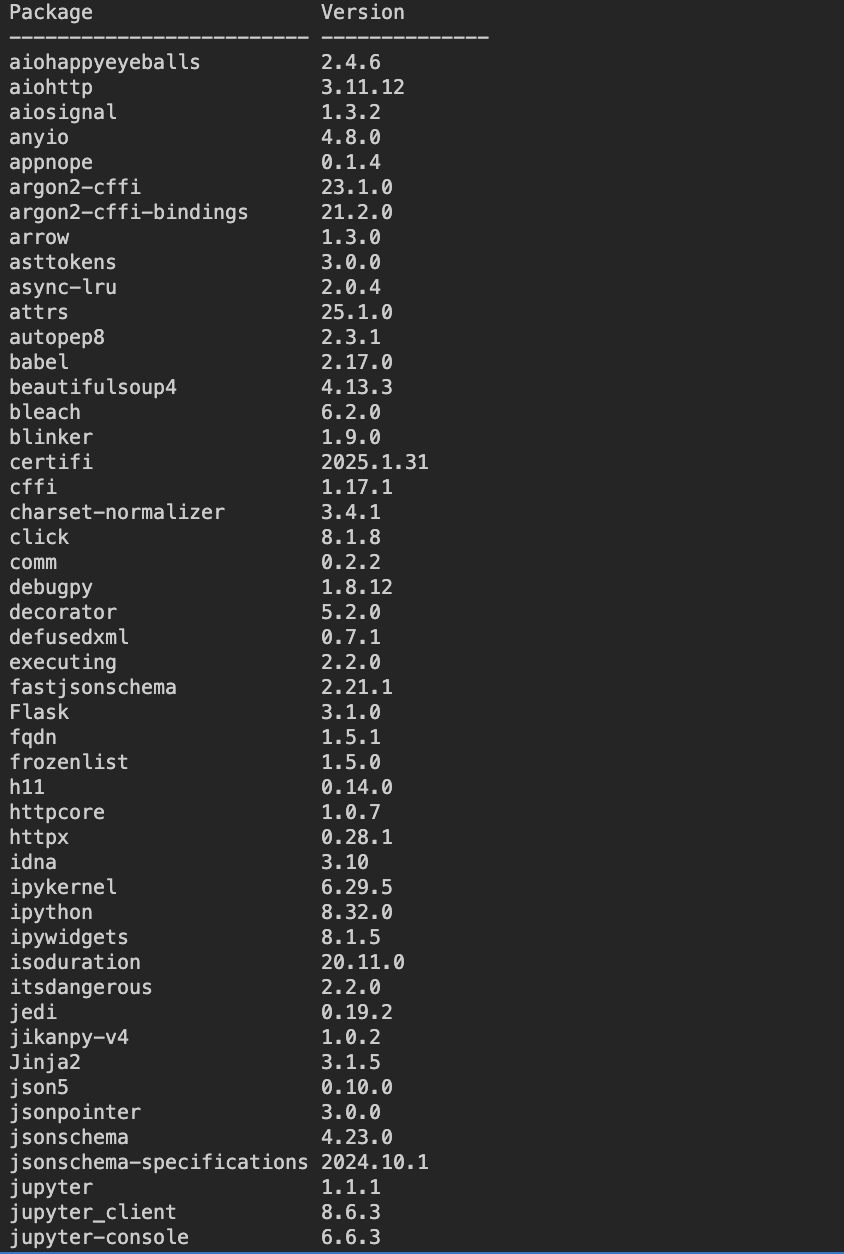 Package                   Version
------------------------- --------------
aiohappyeyeballs          2.4.6
aiohttp                   3.11.12
aiosignal                 1.3.2
anyio                     4.8.0
appnope                   0.1.4
argon2-cffi               23.1.0
argon2-cffi-bindings      21.2.0
arrow                     1.3.0
asttokens                 3.0.0
async-lru                 2.0.4
attrs                     25.1.0
autopep8                  2.3.1
babel                     2.17.0
beautifulsoup4            4.13.3
bleach                    6.2.0
blinker                   1.9.0
certifi                   2025.1.31
cffi                      1.17.1
charset-normalizer        3.4.1
click                     8.1.8
comm                      0.2.2
debugpy                   1.8.12
decorator                 5.2.0
defusedxml                0.7.1
executing                 2.2.0
fastjsonschema            2.21.1
Flask                     3.1.0
fqdn                      1.5.1
frozenlist                1.5.0
h11                       0.14.0
httpcore                  1.0.7
httpx                     0.28.1
idna                      3.10
ipykernel                 6.29.5
ipython                   8.32.0
ipywidgets                8.1.5
isoduration               20.11.0
itsdangerous              2.2.0
jedi                      0.19.2
jikanpy-v4                1.0.2
Jinja2                    3.1.5
json5                     0.10.0
jsonpointer               3.0.0
jsonschema                4.23.0
jsonschema-specifications 2024.10.1
jupyter                   1.1.1
jupyter_client            8.6.3
jupyter-console           6.6.3